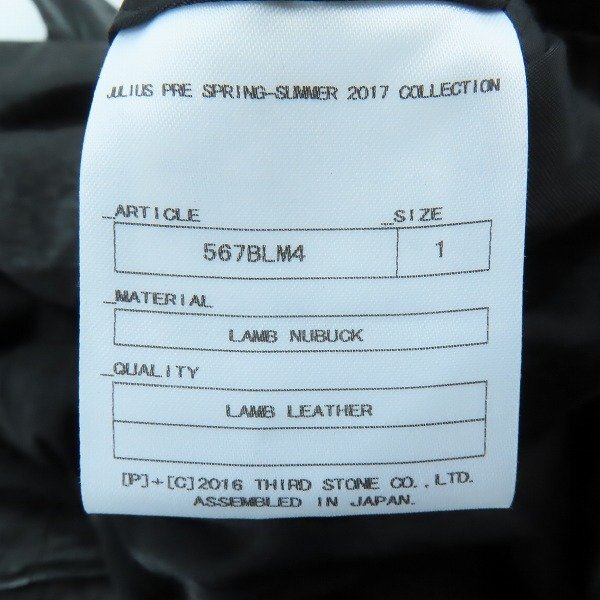 JULIUS PRE SPRING-SUMMER 2017 COLLECTION
_ARTICLE _SIZE
567BLM4 1
_MATERIAL
LAMB NUBUCK
_QUALITY
LAMB LEATHER
[P]+[C]2016 THIRD STONE CO.,LTD.
ASSEMBLED IN JAPAN.